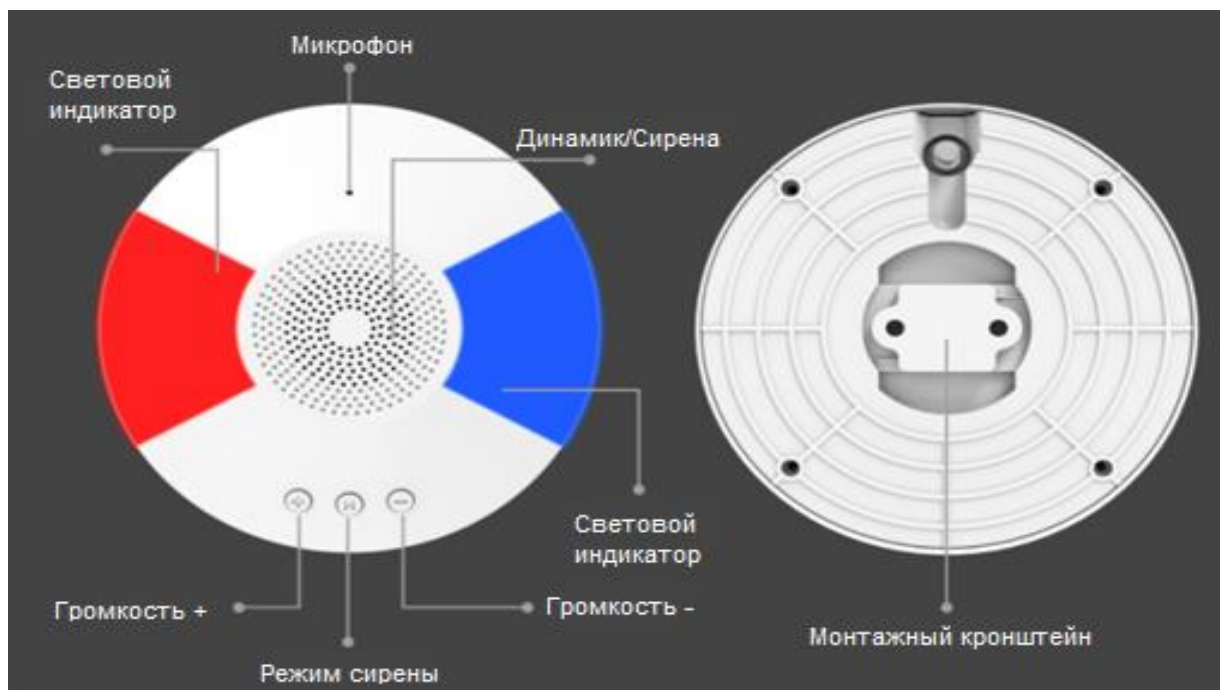 Микрофон
Световой
индикатор
Динамик/Сирена
Световой
индикатор
Громкость +
Громкость –
Режим сирены
Монтажный кронштейн